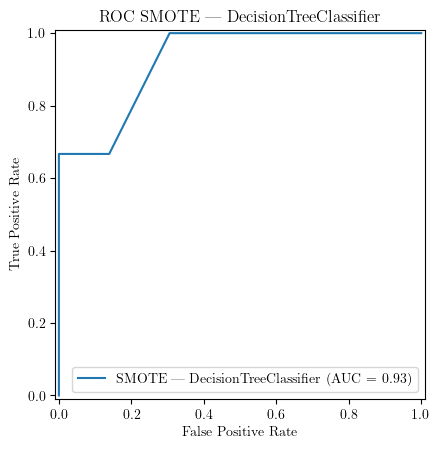 ROC SMOTE — DecisionTreeClassifier
1.0
0.8
0.6
0.4
0.2
0.0
True Positive Rate
SMOTE — DecisionTreeClassifier (AUC = 0.93)
0.0 0.2 0.4 0.6 0.8 1.0
False Positive Rate